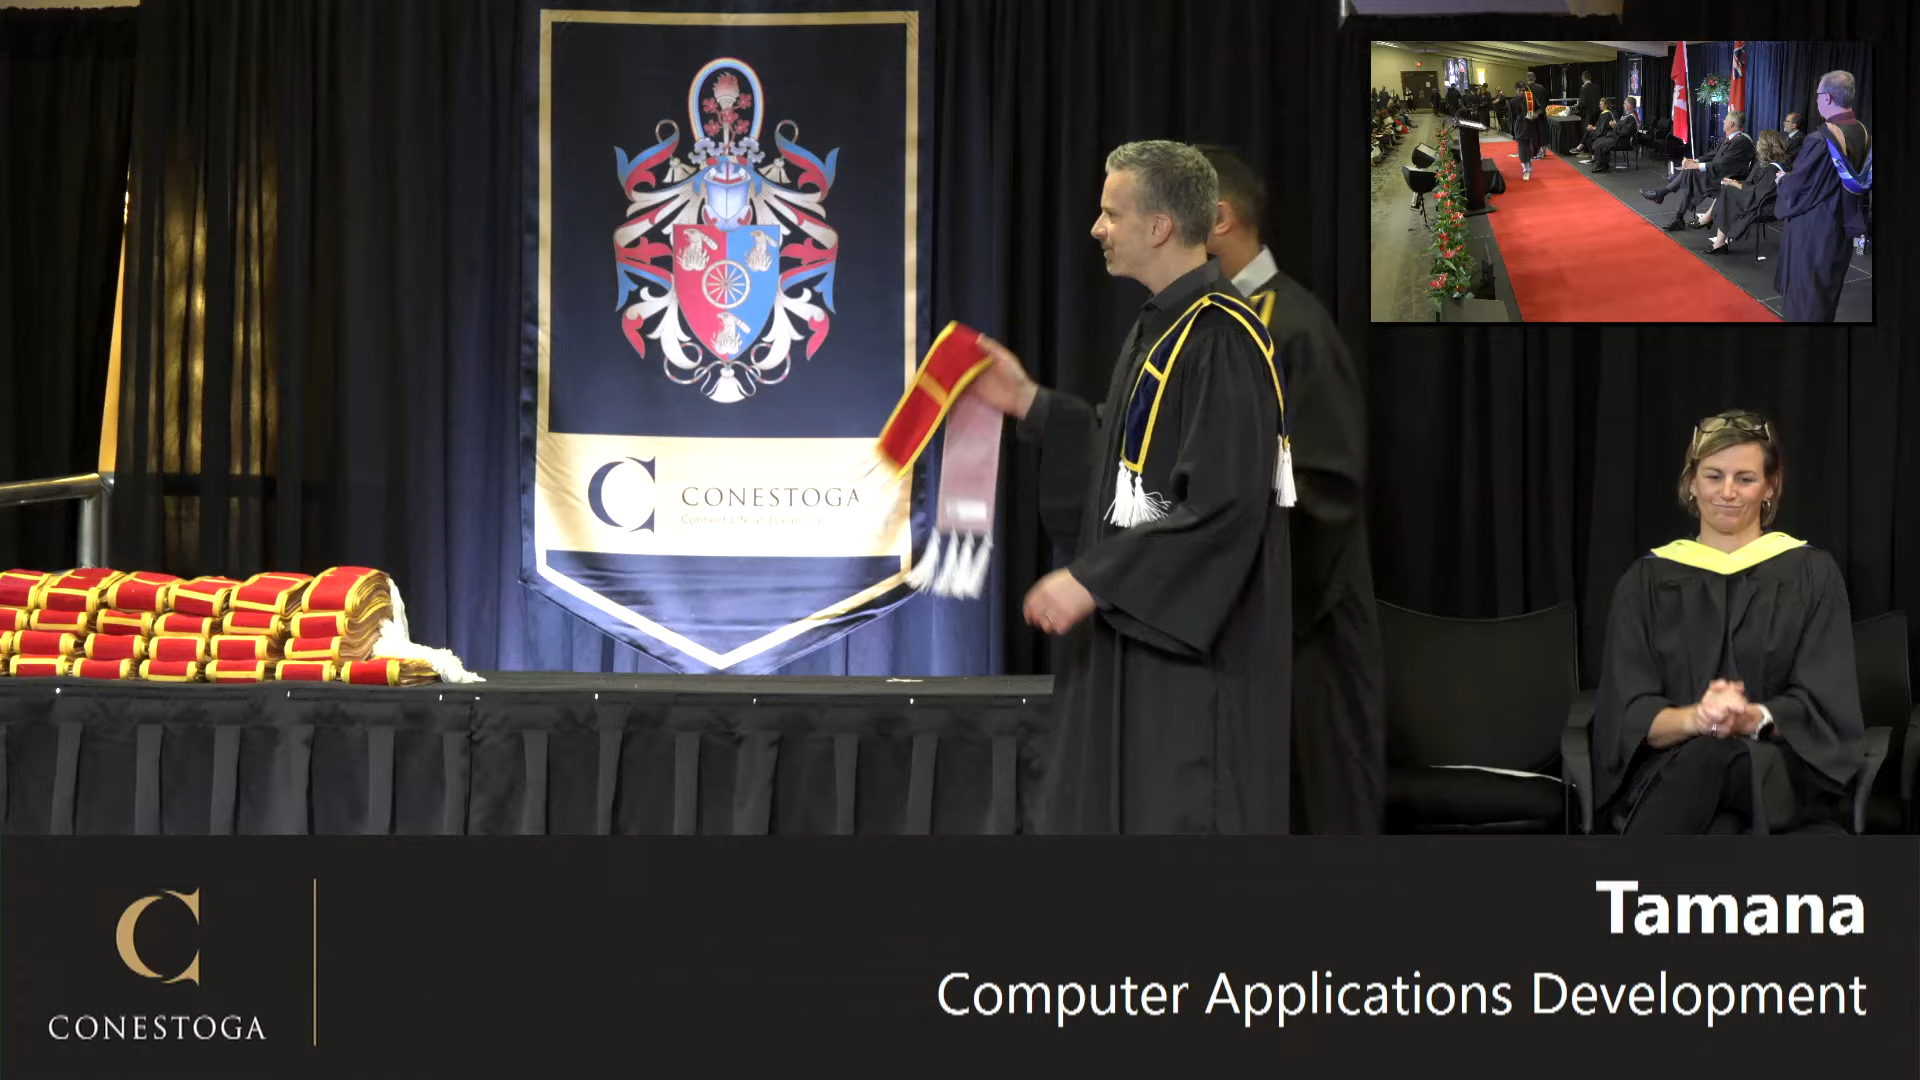 CONESTOGA
Tamana
Computer Applications Development
CONESTOGA